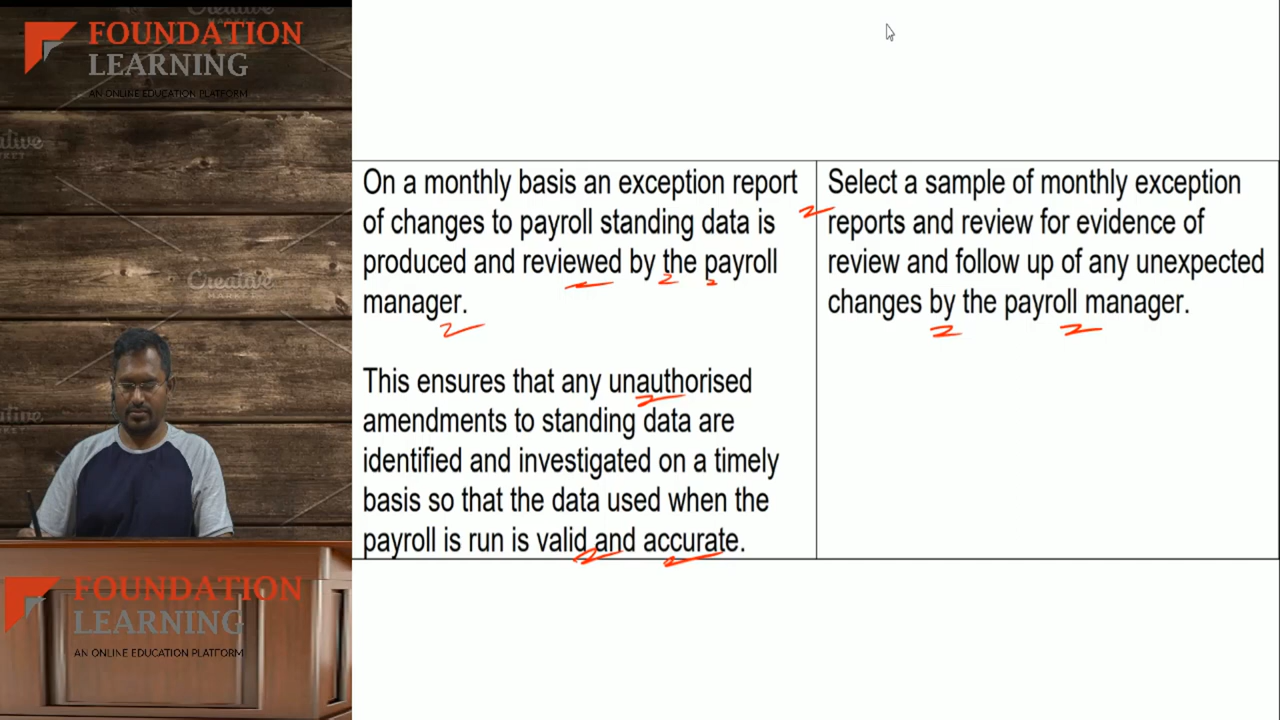 FOUNDATION
LEARNING
AN ONLINE EDUCATION PLATFORM
Creative
MARKET
On a monthly basis an exception report
of changes to payroll standing data is
produced and reviewed by the payroll
manager.
This ensures that any unauthorised
amendments to standing data are
identified and investigated on a timely
basis so that the data used when the
payroll is run is valid and accurate.
Select a sample of monthly exception
reports and review for evidence of
review and follow up of any unexpected
changes by the payroll manager.
FOUNDATION
LEARNING
AN ONLINE EDUCATION PLATFORM